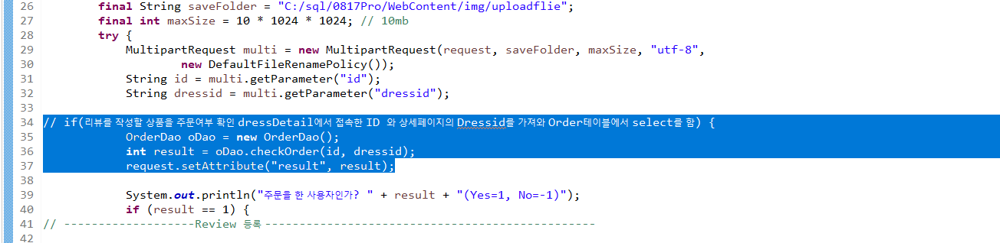 26 final String saveFolder = "C:/sql/0817Pro/WebContent/img/uploadflie";
27 final int maxSize = 10 * 1024 * 1024; // 10mb
28 try {
29 MultipartRequest multi = new MultipartRequest(request, saveFolder, maxSize, "utf-8",
30 new DefaultFileRenamePolicy());
31 String id = multi.getParameter("id");
32 String dressid = multi.getParameter("dressid");
33
34 // if(리뷰를 작성할 상품을 주문여부 확인 dressDetail에서 접속한 ID 와 상세페이지의 Dressid를 가져와 Order테이블에서 select를 함) {
35 OrderDao oDao = new OrderDao();
36 int result = oDao.checkOrder(id, dressid);
37 request.setAttribute("result", result);
38
39 System.out.println("주문을 한 사용자인가? " + result + "(Yes=1, No=-1)");
40 if (result == 1) {
41 // -------------------Review 등록------------------------------------------------
42